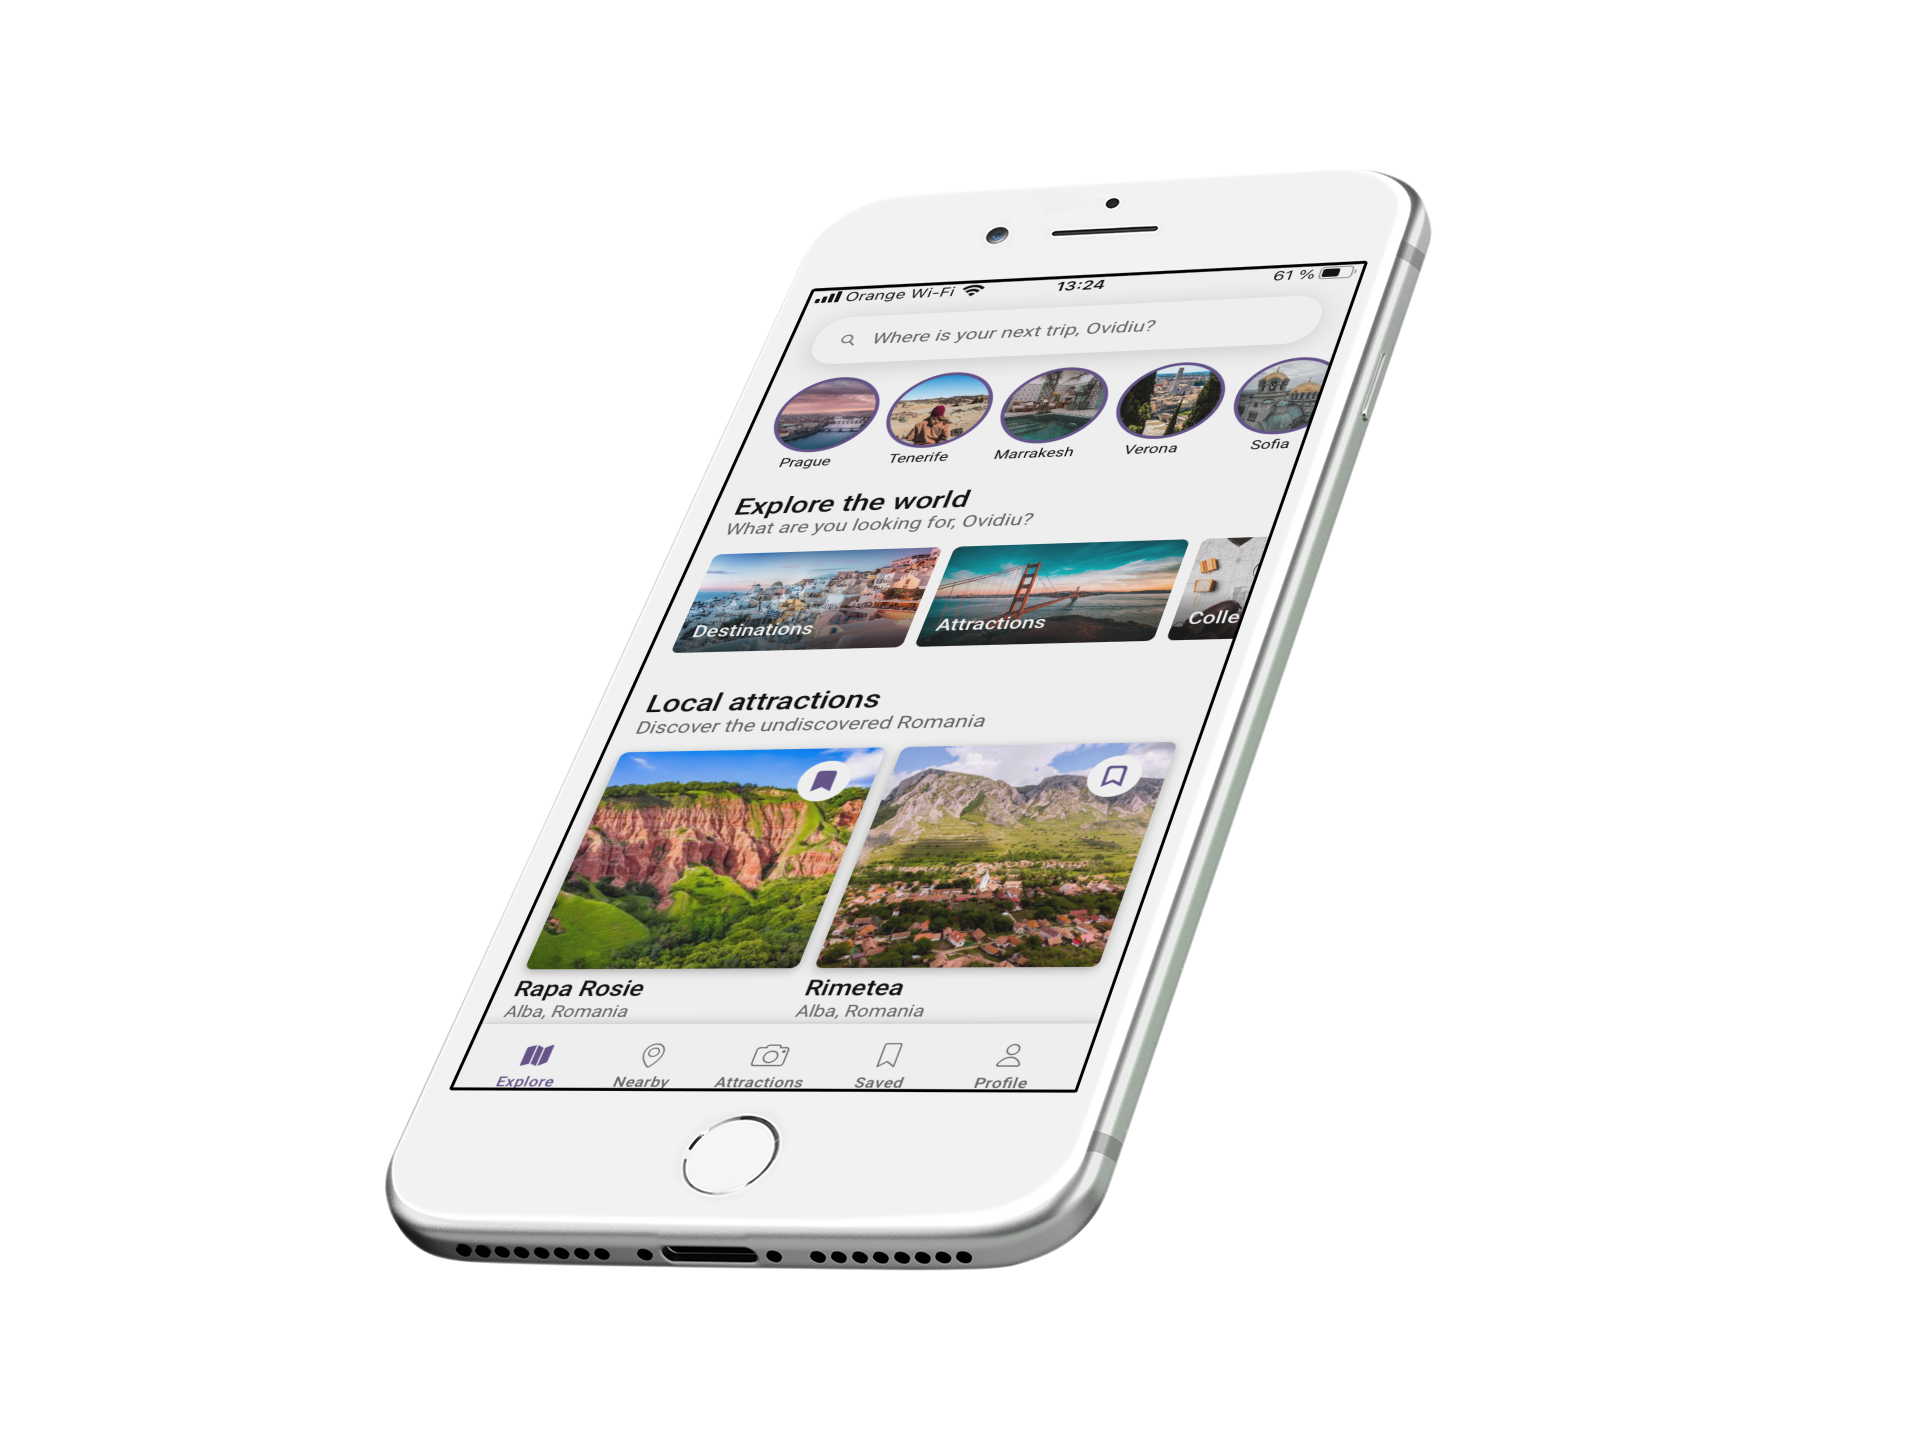 Orange Wi-Fi 13:24 61 %
Where is your next trip, Ovidiu?
Prague Tenerife Marrakesh Verona Sofia
Explore the world
What are you looking for, Ovidiu?
Destinations Attractions Colle
Local attractions
Discover the undiscovered Romania
Rapa Rosie Rimetea
Alba, Romania Alba, Romania
Explore Nearby Attractions Saved Profile